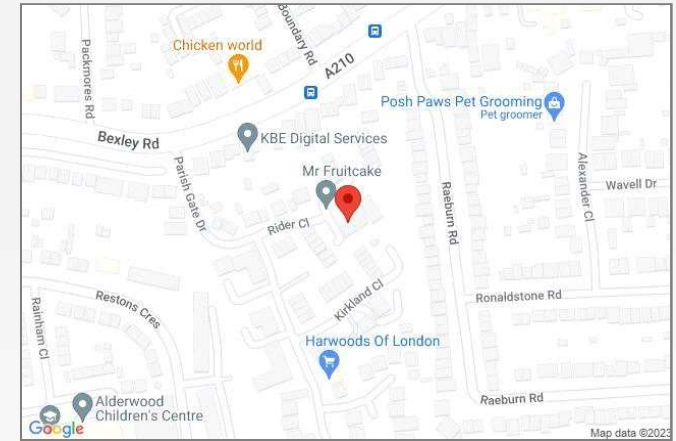 Boundary Rd
Packmores Rd
Chicken world
A210
Posh Paws Pet Grooming
Pet groomer
Bexley Rd
KBE Digital Services
Mr Fruitcake
Parish Gate Dr
Alexander Cl
Wavell Dr
Raeburn Rd
Rider Cl
Kirkland Cl
Restons Cres
Ronaldstone Rd
Rainham Cl
Harwoods Of London
Raeburn Rd
Alderwood
Children's Centre
Google
Map data ©2023